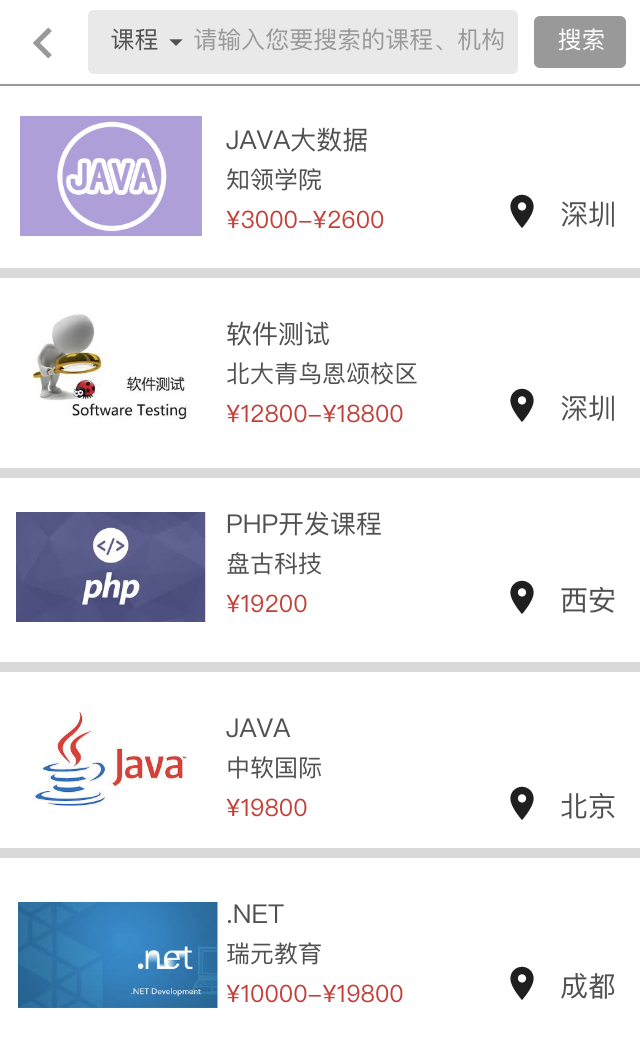 课程 请输入您要搜索的课程、机构 搜索
JAVA
JAVA大数据
知领学院
¥3000-¥2600
深圳
软件测试
Software Testing
软件测试
北大青鸟恩颂校区
¥12800-¥18800
深圳
</>
php
PHP开发课程
盘古科技
¥19200
西安
Java
JAVA
中软国际
¥19800
北京
.net
.NET Development
.NET
瑞元教育
¥10000-¥19800
成都